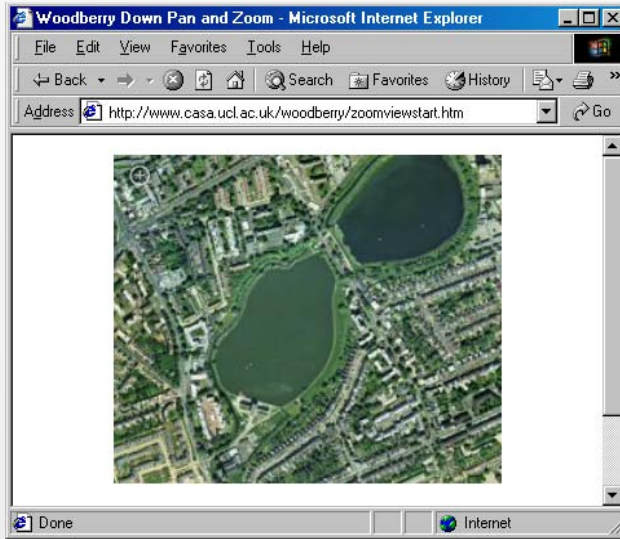 Woodberry Down Pan and Zoom - Microsoft Internet Explorer
File Edit View Favorites Tools Help
Back Search Favorites History »
Address http://www.casa.ucl.ac.uk/woodberry/zoomviewstart.htm Go
Done Internet